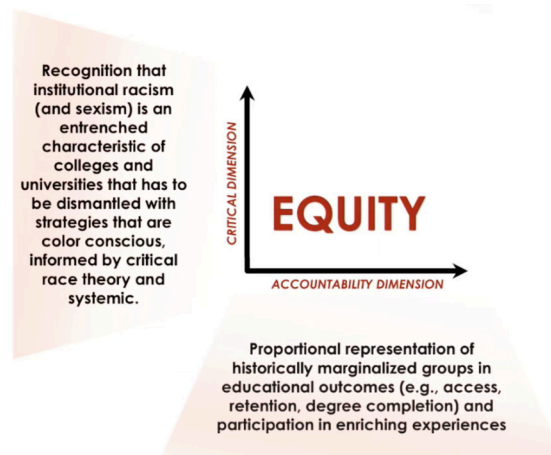 Recognition that
institutional racism
(and sexism) is an
entrenched
characteristic of
colleges and
universities that has to
be dismantled with
strategies that are
color conscious,
informed by critical
race theory and
systemic.
CRITICAL DIMENSION
EQUITY
ACCOUNTABILITY DIMENSION
Proportional representation of
historically marginalized groups in
educational outcomes (e.g., access,
retention, degree completion) and
participation in enriching experiences